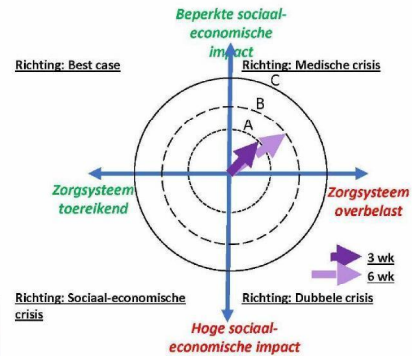 Beperkte sociaal-
economische
impact
Richting: Best case
Richting: Medische crisis
C
B
A
Zorgsysteem
toereikend
Zorgsysteem
overbelast
3 wk
6 wk
Richting: Sociaal-economische
crisis
Richting: Dubbele crisis
Hoge sociaal-
economische impact